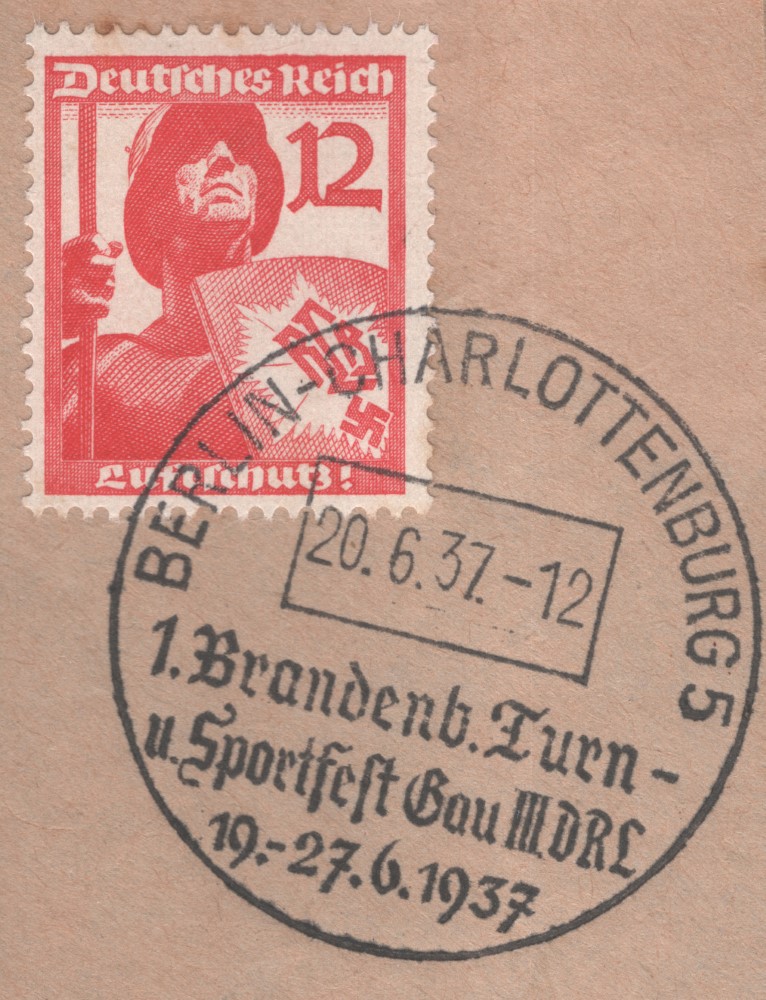 Deutsches Reich
12
RLB
Luftschutz!
BERLIN-CHARLOTTENBURG 5
20.6.37.-12
1. Brandenb. Turn-
u. Sportfest Gau III DRL
19.-27.6.1937